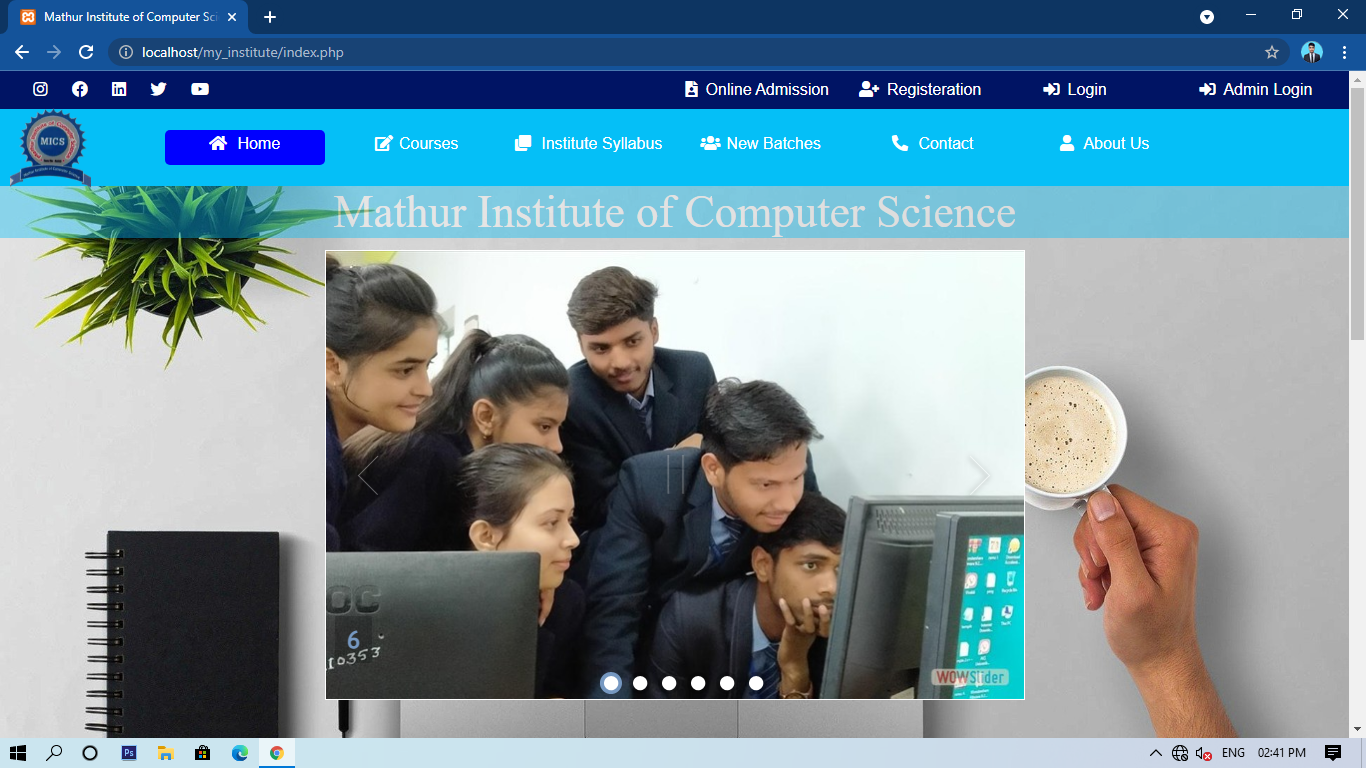 Mathur Institute of Computer Sci
localhost/my_institute/index.php
Online Admission Registeration Login Admin Login
MICS
Home Courses Institute Syllabus New Batches Contact About Us
Mathur Institute of Computer Science
OC
6
10353
WOWSlider
ENG 02:41 PM